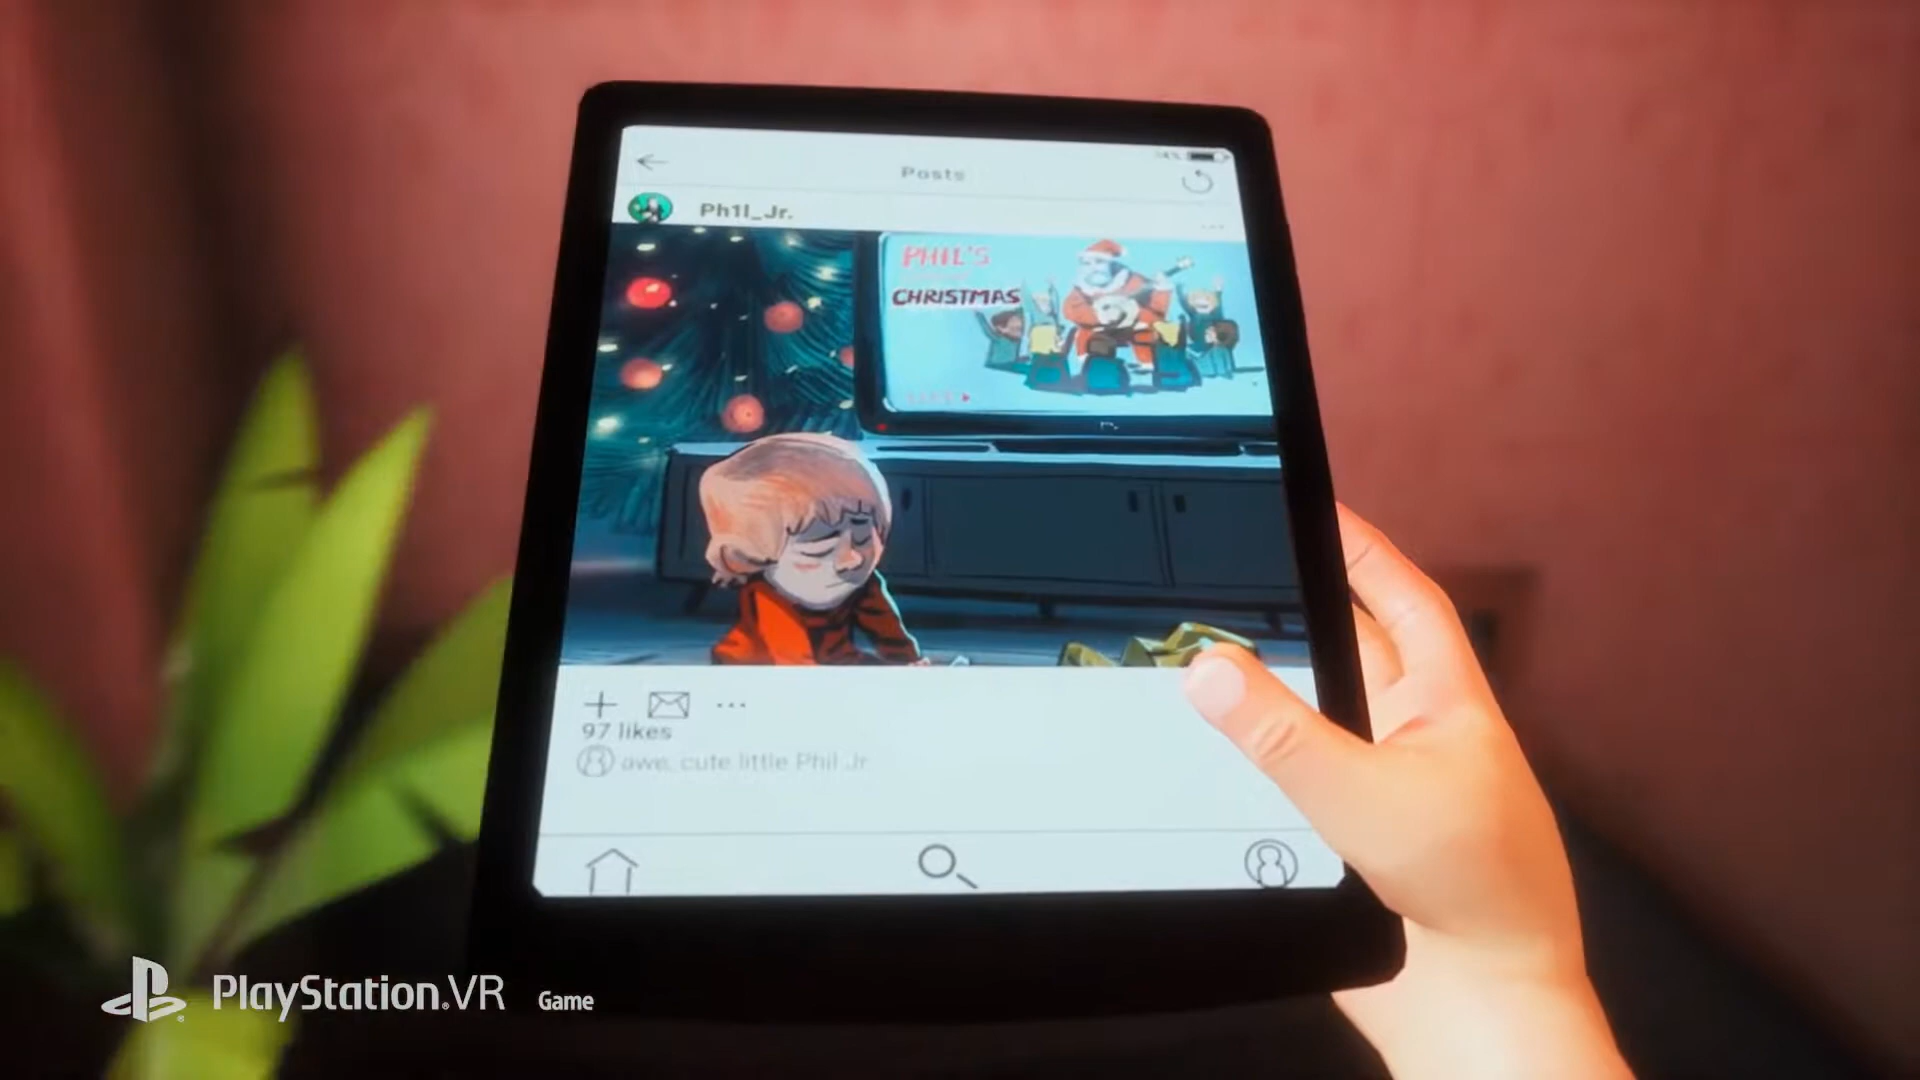 Posts
Ph1l_Jr.
PHIL'S
CHRISTMAS
97 likes
awe, cute little Phil Jr
PlayStation.VR Game